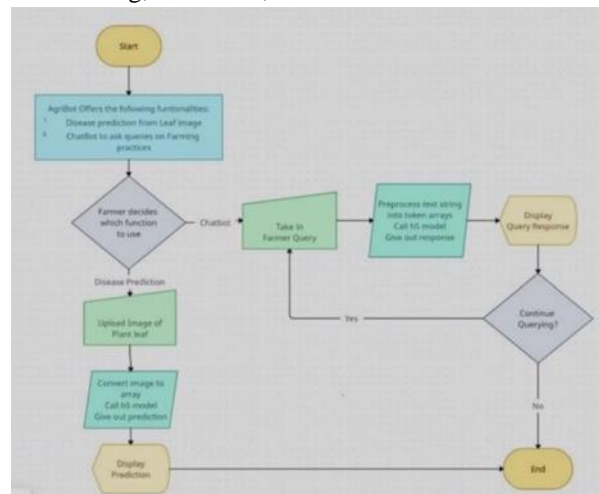 Start
AgriBot Offers the following funtionalities:
1. Disease prediction from Leaf image
2. ChatBot to ask queries on Farming
practices
Farmer decides
which function
to use
Chatbot
Take in
Farmer Query
Preprocess text string
into token arrays
Call h5 model
Give out response
Display
Query Response
Disease Prediction
Upload Image of
Plant leaf
Yes
Continue
Querying?
Convert image to
array
Call h5 model
Give out prediction
No
Display
Prediction
End